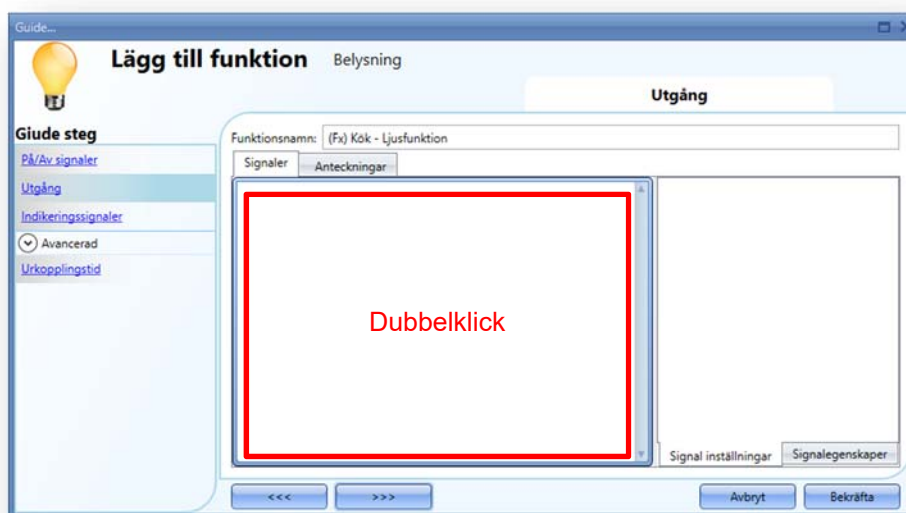 Guide...
Lägg till funktion
Belysning
Utgång
Giude steg
På/Av signaler
Utgång
Indikeringssignaler
Avancerad
Urkopplingstid
Funktionsnamn: (Fx) Kök - Ljusfunktion
Signaler
Anteckningar
Dubbelklick
Signal inställningar
Signalegenskaper
<<<
>>>
Avbryt
Bekräfta